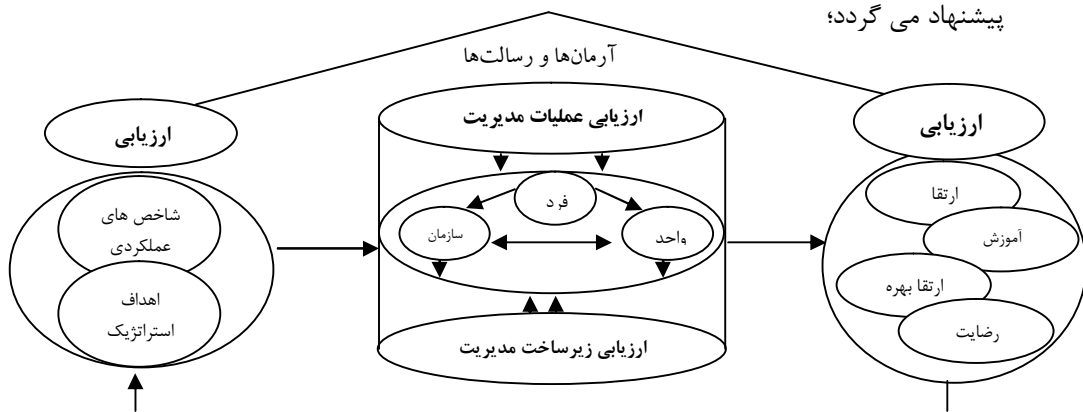 پیشنهاد می گردد؛
آرمان‌ها و رسالت‌ها
ارزیابی
ارزیابی عملیات مدیریت
ارزیابی
ارتقا
آموزش
ارتقا بهره
رضایت
فرد
واحد
سازمان
ارزیابی زیرساخت مدیریت
شاخص های
عملکردی
اهداف
استراتژیک